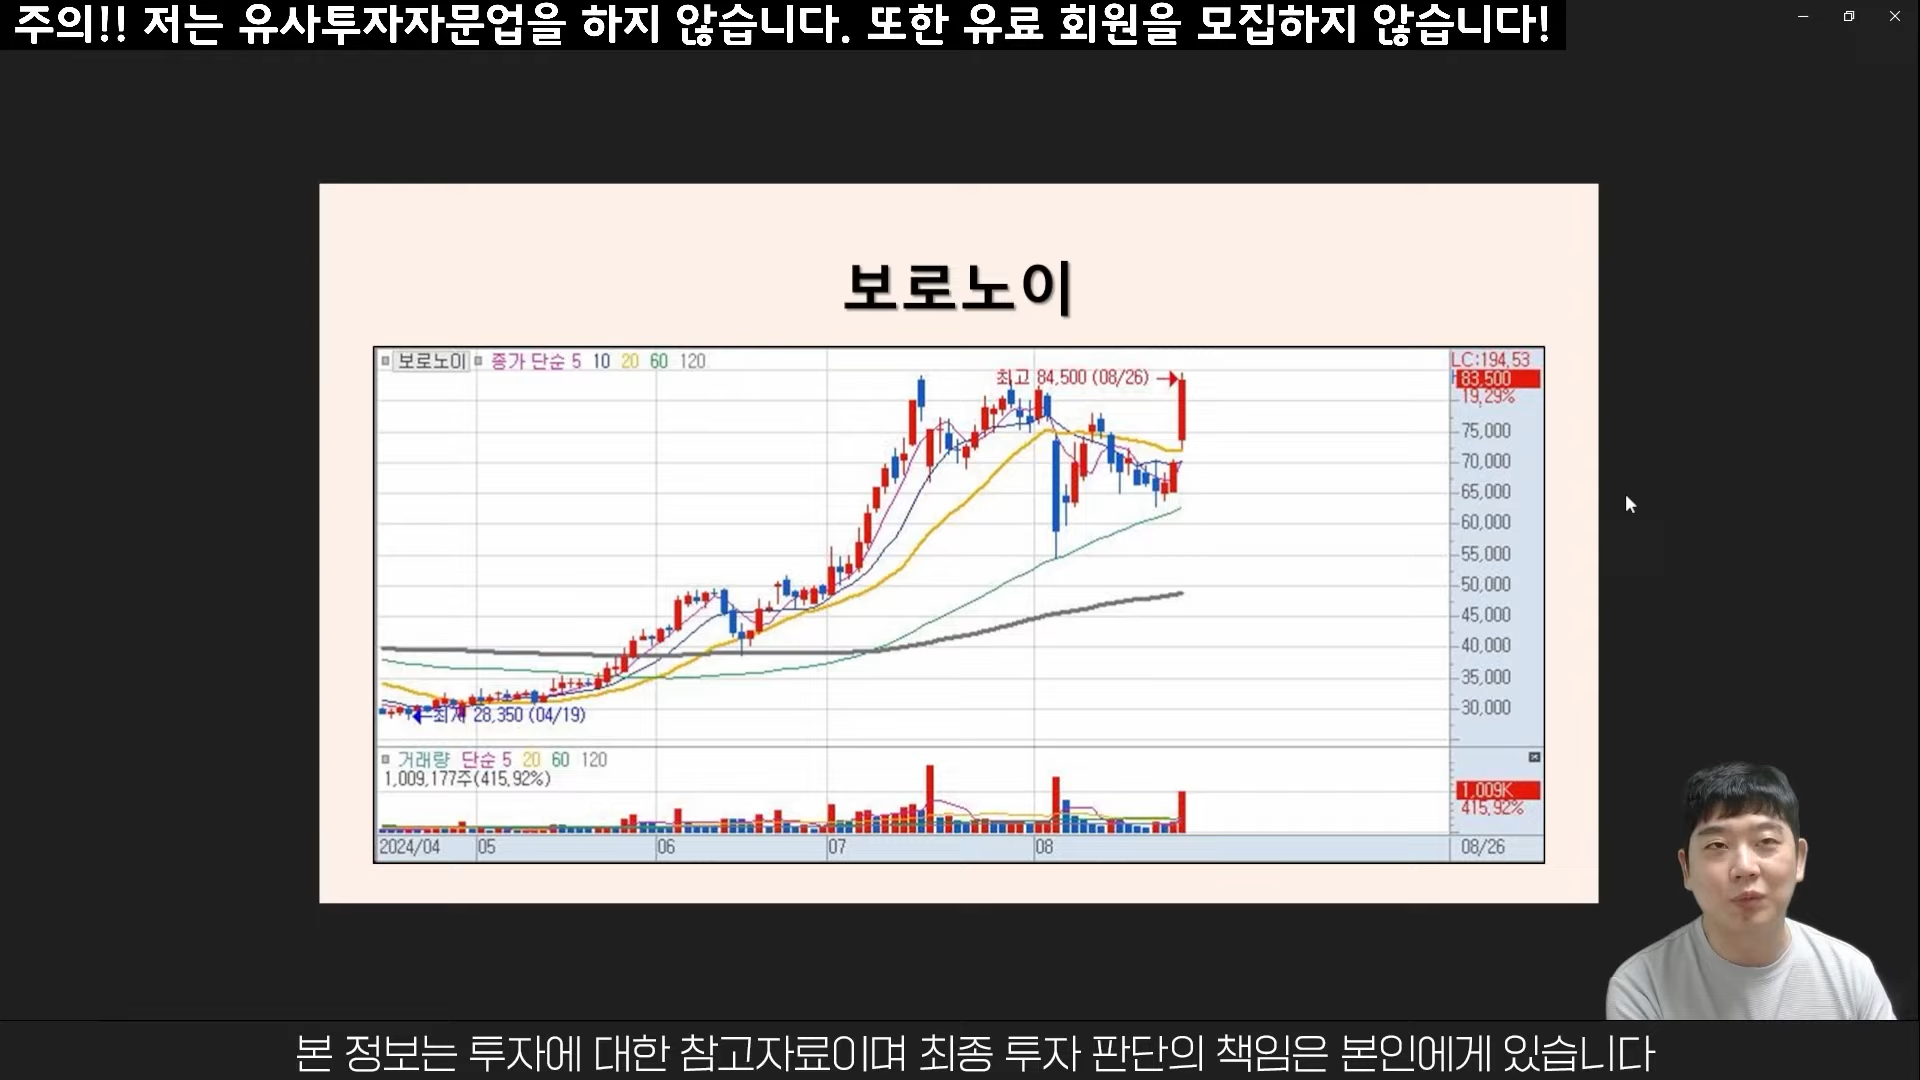 주의!! 저는 유사투자자문업을 하지 않습니다. 또한 유료 회원을 모집하지 않습니다!
보로노이
보로노이 종가 단순 5 10 20 60 120
LC:194.53
최고 84,500 (08/26)
83,500
19.29%
75,000
70,000
65,000
60,000
55,000
50,000
45,000
40,000
35,000
30,000
28,350 (04/19)
거래량 단순 5 20 60 120
1,009,177주(415.92%)
1,009K
415.92%
2024/04 05 06 07 08 08/26
본 정보는 투자에 대한 참고자료이며 최종 투자 판단의 책임은 본인에게 있습니다